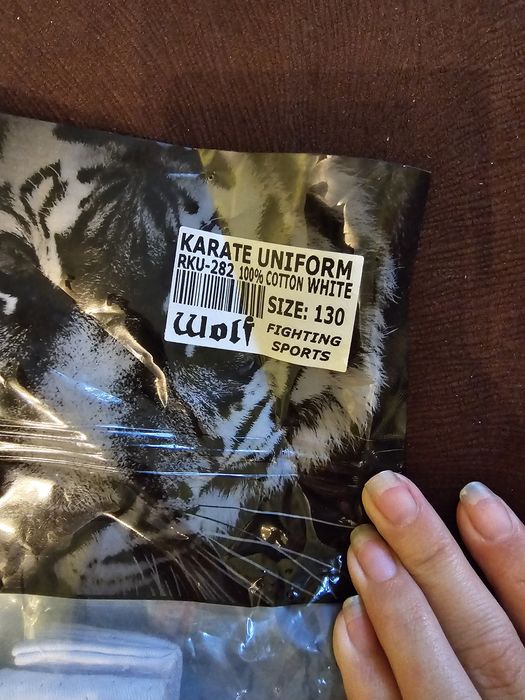 KARATE UNIFORM
RKU-282 100% COTTON WHITE
SIZE: 130
Wolf FIGHTING
SPORTS